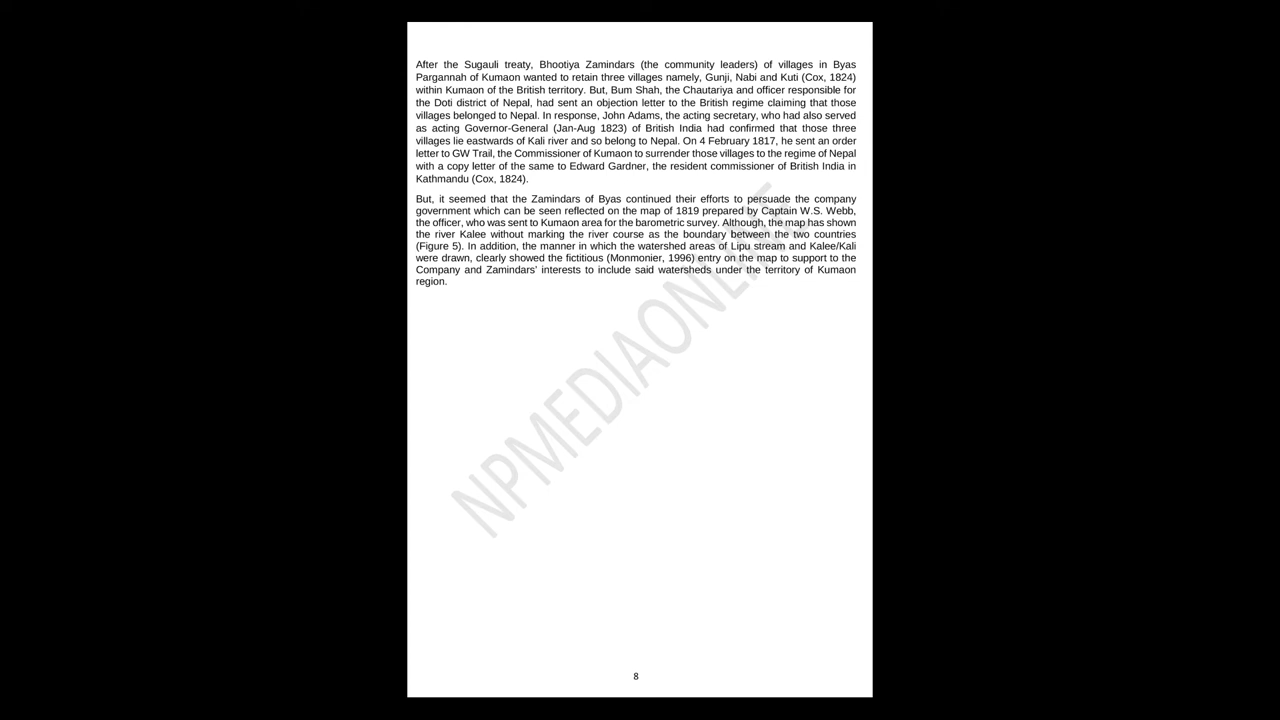 After the Sugauli treaty, Bhootiya Zamindars (the community leaders) of villages in Byas
Pargannah of Kumaon wanted to retain three villages namely, Gunji, Nabi and Kuti (Cox, 1824)
within Kumaon of the British territory. But, Bum Shah, the Chautariya and officer responsible for
the Doti district of Nepal, had sent an objection letter to the British regime claiming that those
villages belonged to Nepal. In response, John Adams, the acting secretary, who had also served
as acting Governor-General (Jan-Aug 1823) of British India had confirmed that those three
villages lie eastwards of Kali river and so belong to Nepal. On 4 February 1817, he sent an order
letter to GW Trail, the Commissioner of Kumaon to surrender those villages to the regime of Nepal
with a copy letter of the same to Edward Gardner, the resident commissioner of British India in
Kathmandu (Cox, 1824).
But, it seemed that the Zamindars of Byas continued their efforts to persuade the company
government which can be seen reflected on the map of 1819 prepared by Captain W.S. Webb,
the officer, who was sent to Kumaon area for the barometric survey. Although, the map has shown
the river Kalee without marking the river course as the boundary between the two countries
(Figure 5). In addition, the manner in which the watershed areas of Lipu stream and Kalee/Kali
were drawn, clearly showed the fictitious (Monmonier, 1996) entry on the map to support to the
Company and Zamindars' interests to include said watersheds under the territory of Kumaon
region.
NPMEDIAONLINE
8